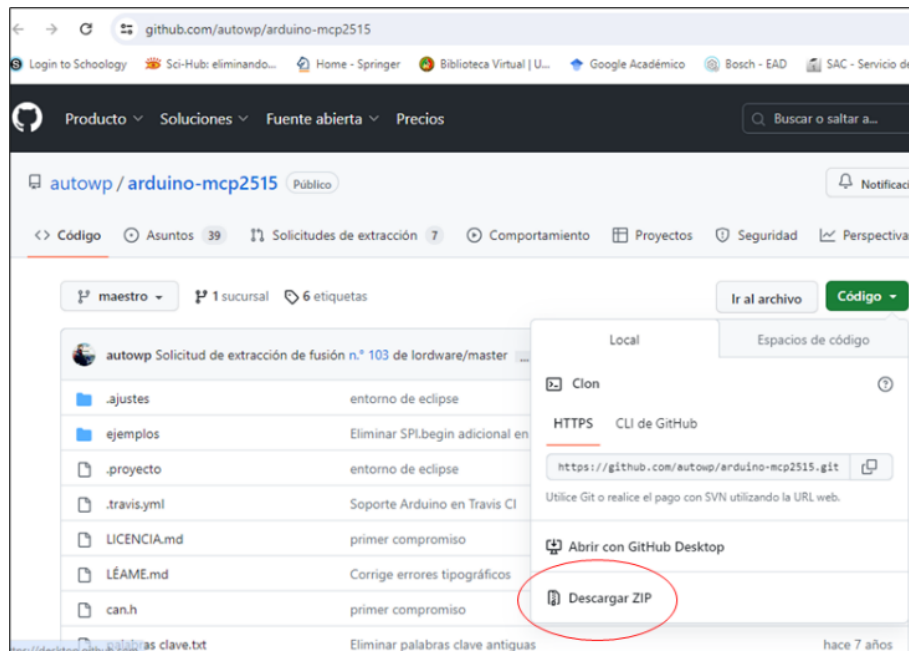 github.com/autowp/arduino-mcp2515
Login to Schoology Sci-Hub: eliminando... Home - Springer Biblioteca Virtual | U... Google Académico Bosch - EAD SAC - Servicio de
Producto Soluciones Fuente abierta Precios Buscar o saltar a...
autowp / arduino-mcp2515 Público Notificaci
<> Código Asuntos 39 Solicitudes de extracción 7 Comportamiento Proyectos Seguridad Perspectiva
maestro 1 sucursal 6 etiquetas Ir al archivo Código
Local Espacios de código
autowp Solicitud de extracción de fusión n.° 103 de lordware/master ...
Clon
.ajustes entorno de eclipse
HTTPS CLI de GitHub
ejemplos Eliminar SPI.begin adicional en
https://github.com/autowp/arduino-mcp2515.git
.proyecto entorno de eclipse
Utilice Git o realice el pago con SVN utilizando la URL web.
.travis.yml Soporte Arduino en Travis CI
LICENCIA.md primer compromiso
Abrir con GitHub Desktop
LÉAME.md Corrige errores tipográficos
Descargar ZIP
can.h primer compromiso
palabras clave.txt Eliminar palabras clave antiguas hace 7 años